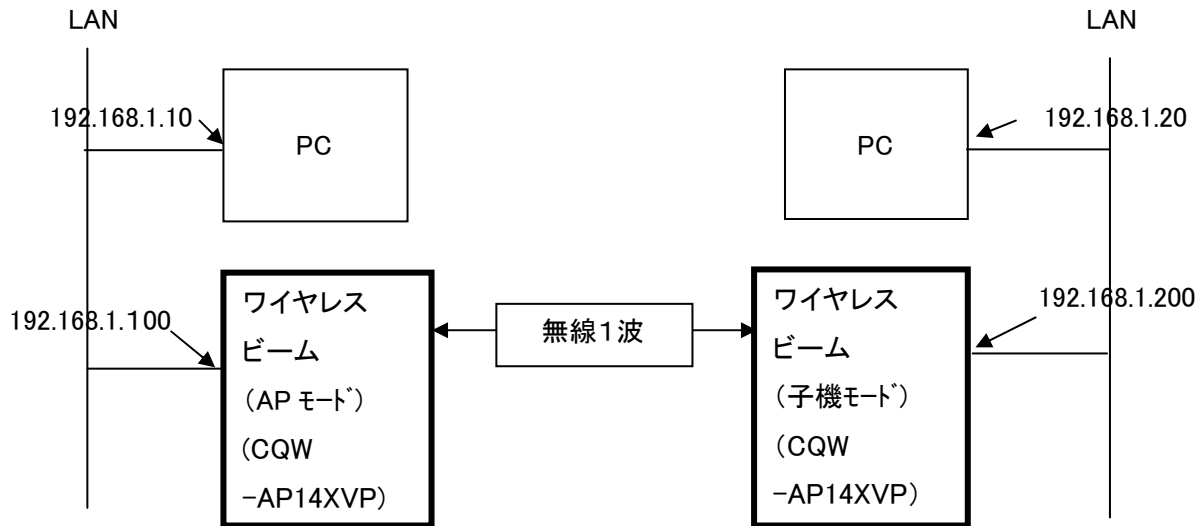 LAN
LAN
192.168.1.10
PC
PC
192.168.1.20
192.168.1.100
ワイヤレス
ビーム
(AP ﾓｰﾄﾞ)
(CQW
-AP14XVP)
無線1波
ワイヤレス
ビーム
(子機ﾓｰﾄﾞ)
(CQW
-AP14XVP)
192.168.1.200